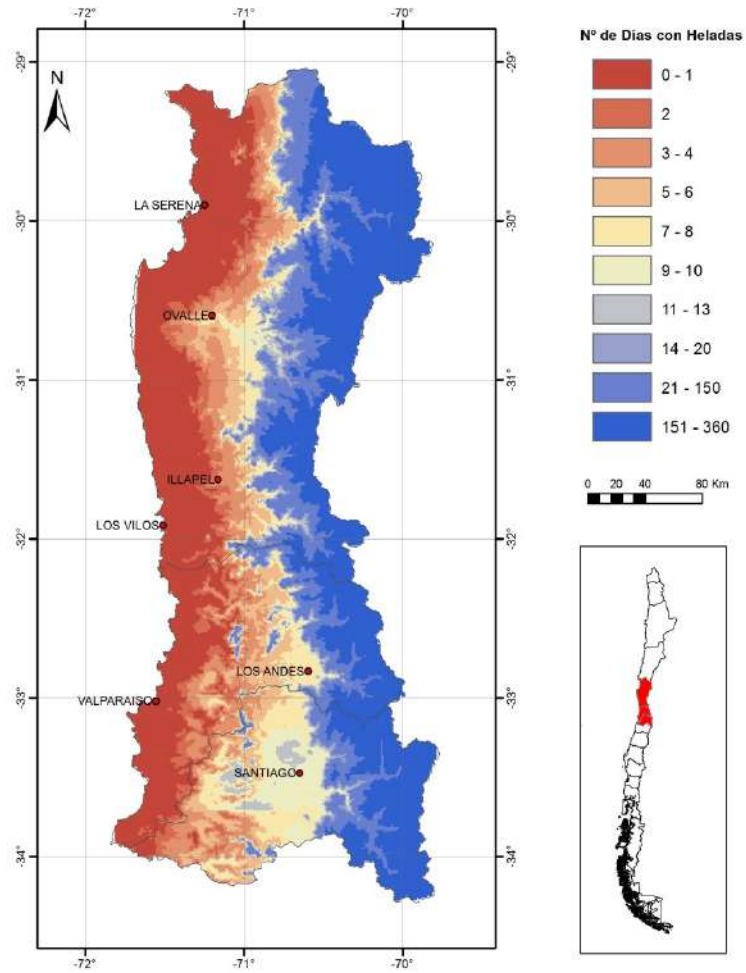 -72° -71° -70°
N
-29°
-30°
-31°
-32°
-33°
-34°
LA SERENA
OVALLE
ILLAPEL
LOS VILOS
LOS ANDES
VALPARAISO
SANTIAGO
-29°
-30°
-31°
-32°
-33°
-34°
-72° -71° -70°
Nº de Días con Heladas
0 - 1
2
3 - 4
5 - 6
7 - 8
9 - 10
11 - 13
14 - 20
21 - 150
151 - 360
0 20 40 80 Km